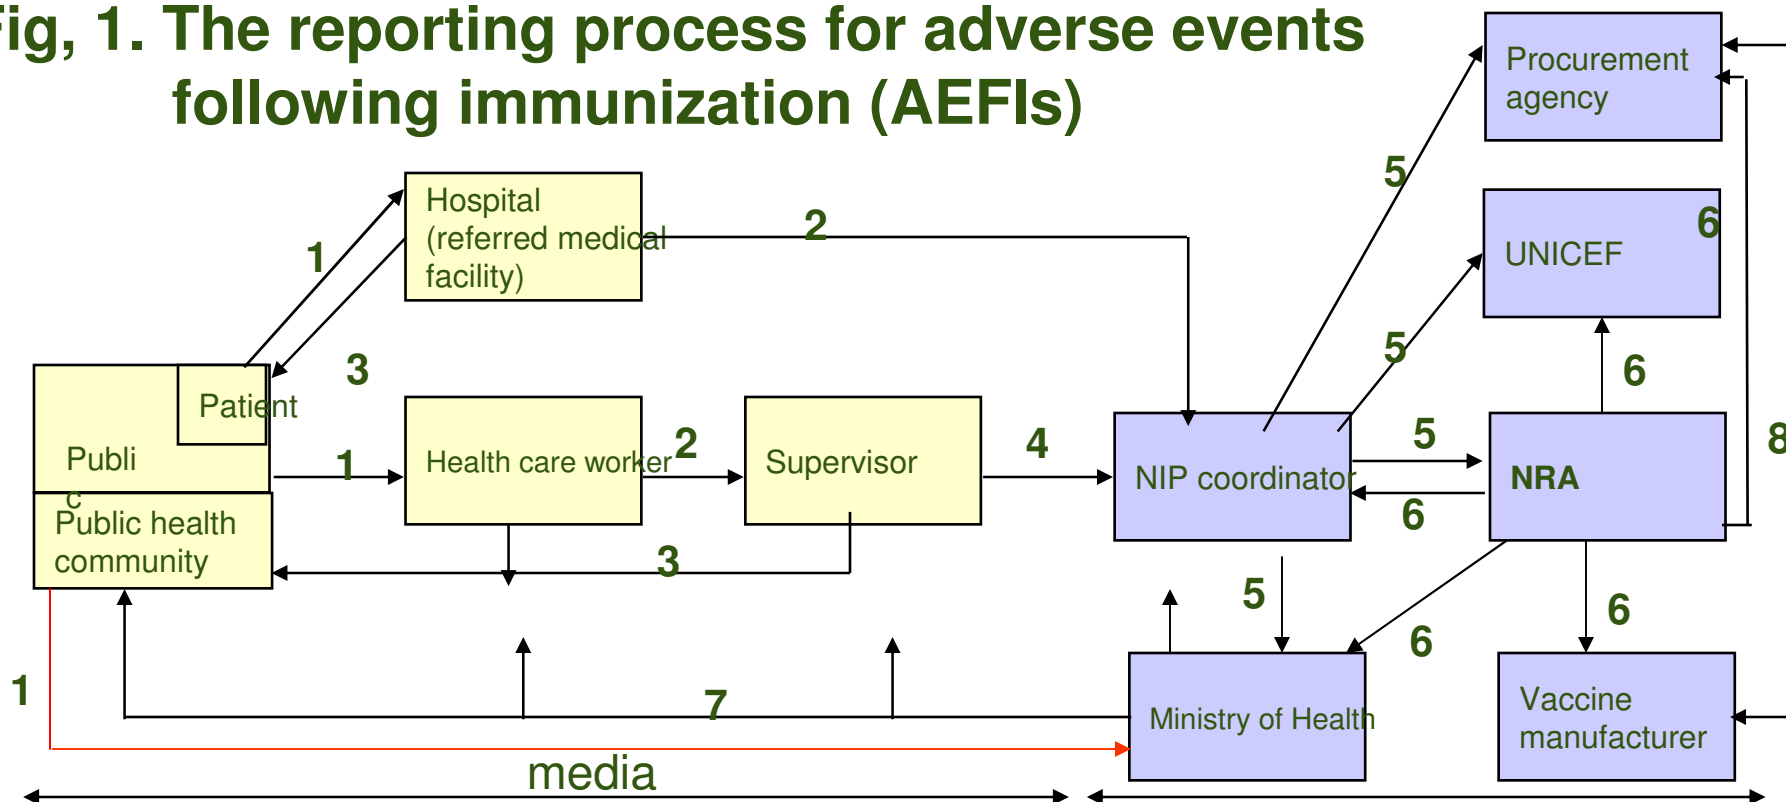 Fig, 1. The reporting process for adverse events
following immunization (AEFIs)
Procurement
agency
5
Hospital
(referred medical
facility)
2
6
UNICEF
1
5
3
6
Patient
Publi
c
1
Health care worker
2
Supervisor
4
NIP coordinator
5
6
NRA
8
Public health
community
3
5
6
6
1
7
Ministry of Health
Vaccine
manufacturer
media